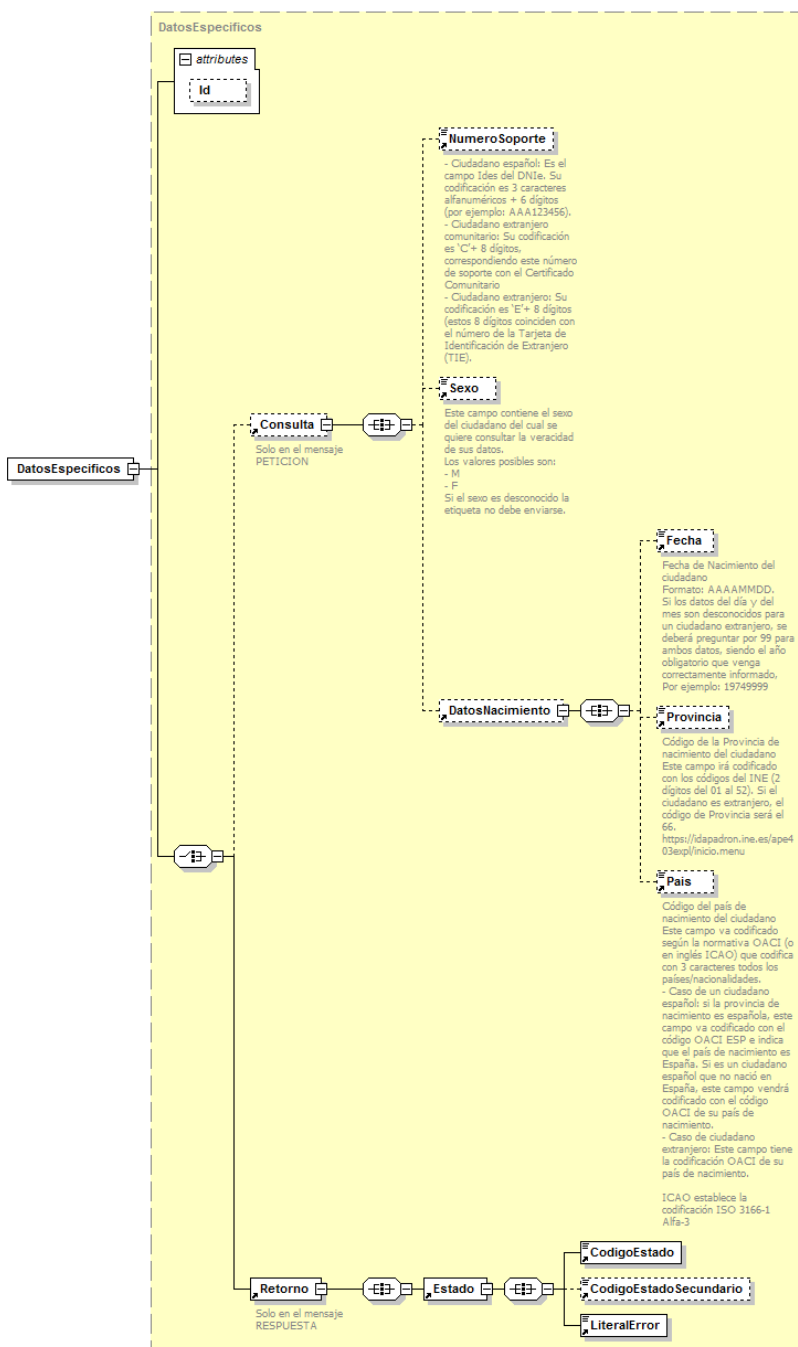 DatosEspecificos
attributes
Id
NumeroSoporte
- Ciudadano español: Es el
campo Ides del DNIe. Su
codificación es 3 caracteres
alfanuméricos + 6 dígitos
(por ejemplo: AAA123456).
- Ciudadano extranjero
comunitario: Su codificación
es 'C'+ 8 dígitos,
correspondiendo este número
de soporte con el Certificado
Comunitario
- Ciudadano extranjero: Su
codificación es 'E'+ 8 dígitos
(estos 8 dígitos coinciden con
el número de la Tarjeta de
Identificación de Extranjero
(TIE).
Sexo
Este campo contiene el sexo
del ciudadano del cual se
quiere consultar la veracidad
de sus datos.
Los valores posibles son:
- M
- F
Si el sexo es desconocido la
etiqueta no debe enviarse.
Consulta
Solo en el mensaje
PETICION
DatosEspecificos
Fecha
Fecha de Nacimiento del
ciudadano
Formato: AAAAMMDD.
Si los datos del día y del
mes son desconocidos para
un ciudadano extranjero, se
deberá preguntar por 99 para
ambos datos, siendo el año
obligatorio que venga
correctamente informado,
Por ejemplo: 19749999
DatosNacimiento
Provincia
Código de la Provincia de
nacimiento del ciudadano
Este campo irá codificado
con los códigos del INE (2
dígitos del 01 al 52). Si el
ciudadano es extranjero, el
código de Provincia será el
66.
https://idapadron.ine.es/ape4
03expl/inicio.menu
Pais
Código del país de
nacimiento del ciudadano
Este campo va codificado
según la normativa OACI (o
en inglés ICAO) que codifica
con 3 caracteres todos los
países/nacionalidades.
- Caso de un ciudadano
español: si la provincia de
nacimiento es española, este
campo va codificado con el
código OACI ESP e indica
que el país de nacimiento es
España. Si es un ciudadano
español que no nació en
España, este campo vendrá
codificado con el código
OACI de su país de
nacimiento.
- Caso de ciudadano
extranjero: Este campo tiene
la codificación OACI de su
país de nacimiento.
ICAO establece la
codificación ISO 3166-1
Alfa-3
Retorno
Solo en el mensaje
RESPUESTA
Estado
CodigoEstado
CodigoEstadoSecundario
LiteralError